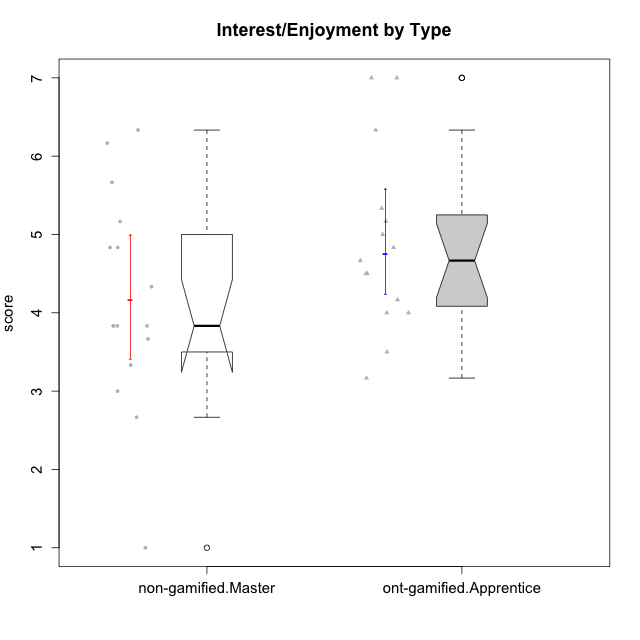 Interest/Enjoyment by Type
score
7
6
5
4
3
2
1
non-gamified.Master
ont-gamified.Apprentice